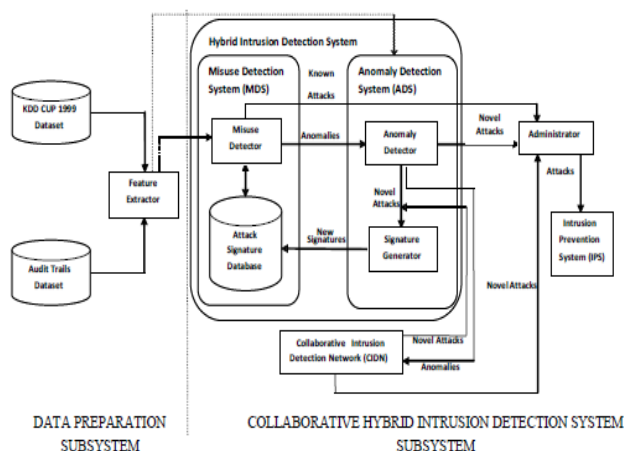 Hybrid Intrusion Detection System
Misuse Detection
System (MDS)
Known
Attacks
Anomaly Detection
System (ADS)
KDD CUP 1999
Dataset
Misuse
Detector
Anomalies
Anomaly
Detector
Novel
Attacks
Administrator
Feature
Extractor
Attacks
Novel
Attacks
Attack
Signature
Database
New
Signatures
Signature
Generator
Intrusion
Prevention
System (IPS)
Audit Trails
Dataset
Novel Attacks
Collaborative Intrusion
Detection Network (CIDN)
Novel Attacks
Anomalies
DATA PREPARATION
SUBSYSTEM
COLLABORATIVE HYBRID INTRUSION DETECTION SYSTEM
SUBSYSTEM